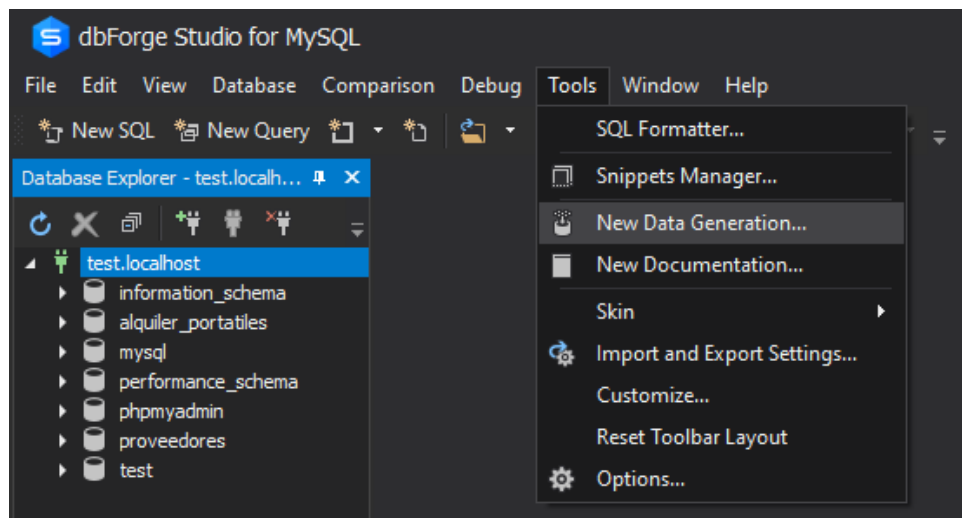 dbForge Studio for MySQL
File Edit View Database Comparison Debug Tools Window Help
New SQL New Query
Database Explorer - test.localh...
test.localhost
information_schema
alquiler_portatiles
mysql
performance_schema
phpmyadmin
proveedores
test
SQL Formatter...
Snippets Manager...
New Data Generation...
New Documentation...
Skin
Import and Export Settings...
Customize...
Reset Toolbar Layout
Options...